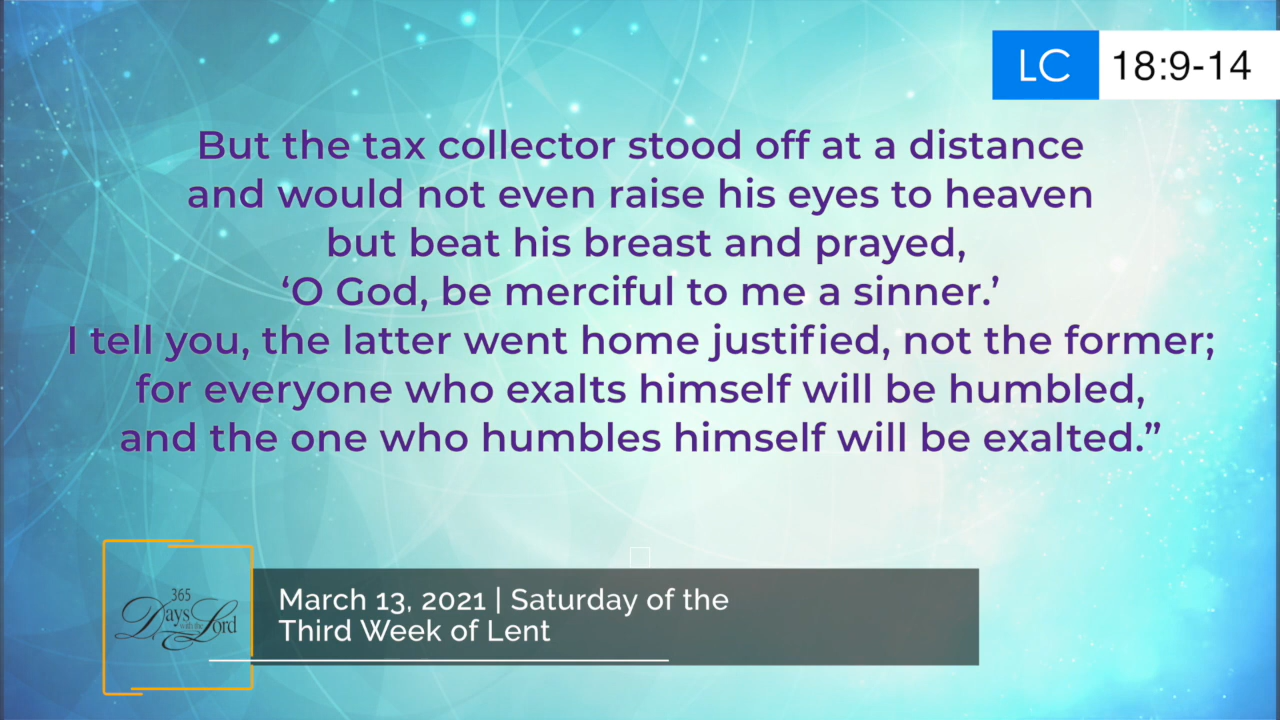 LC 18:9-14
But the tax collector stood off at a distance
and would not even raise his eyes to heaven
but beat his breast and prayed,
‘O God, be merciful to me a sinner.’
I tell you, the latter went home justified, not the former;
for everyone who exalts himself will be humbled,
and the one who humbles himself will be exalted.”
365
Days with the Lord
March 13, 2021 | Saturday of the
Third Week of Lent